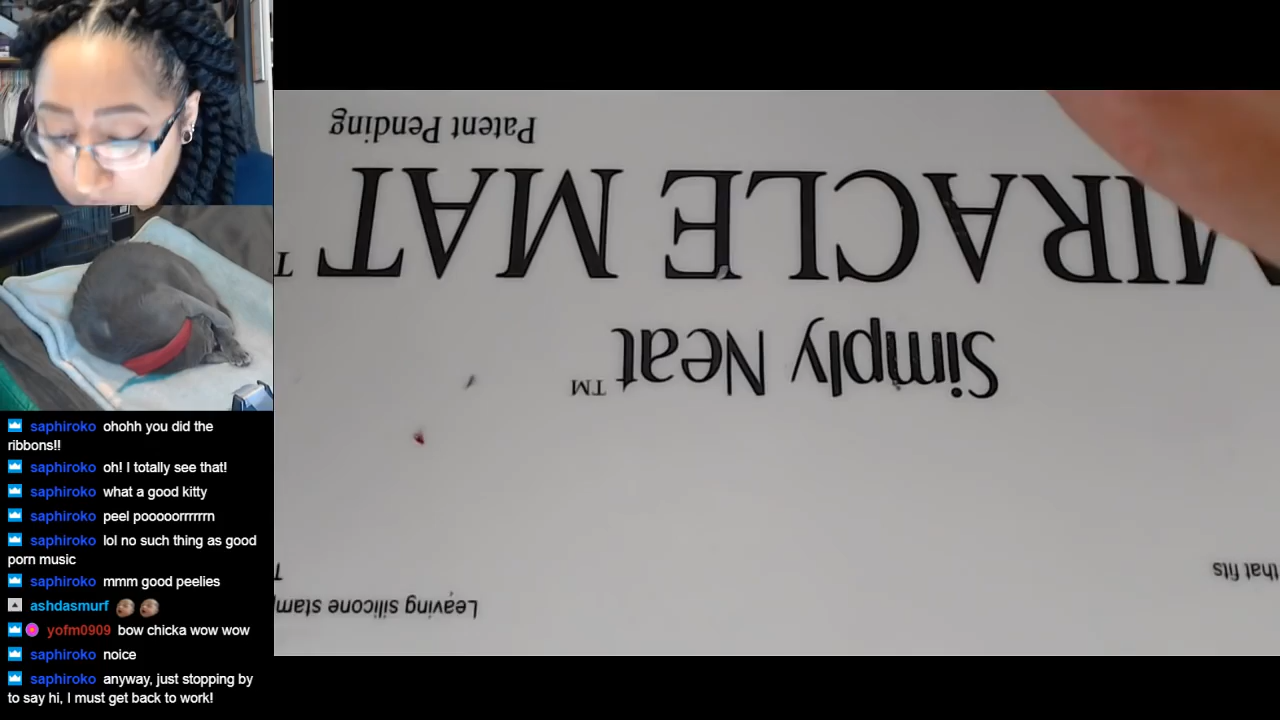 saphiroko ohohh you did the
ribbons!!
saphiroko oh! I totally see that!
saphiroko what a good kitty
saphiroko peel pooooorrrrrrn
saphiroko lol no such thing as good
porn music
saphiroko mmm good peelies
ashdasmurf
yofm0909 bow chicka wow wow
saphiroko noice
saphiroko anyway, just stopping by
to say hi, I must get back to work!
that fits
Leaving silicone stam
T
Simply Neat™
MIRACLE MAT T
Patent Pending